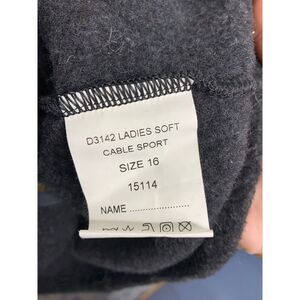 D3142 LADIES SOFT
CABLE SPORT
SIZE 16
15114
NAME ....................